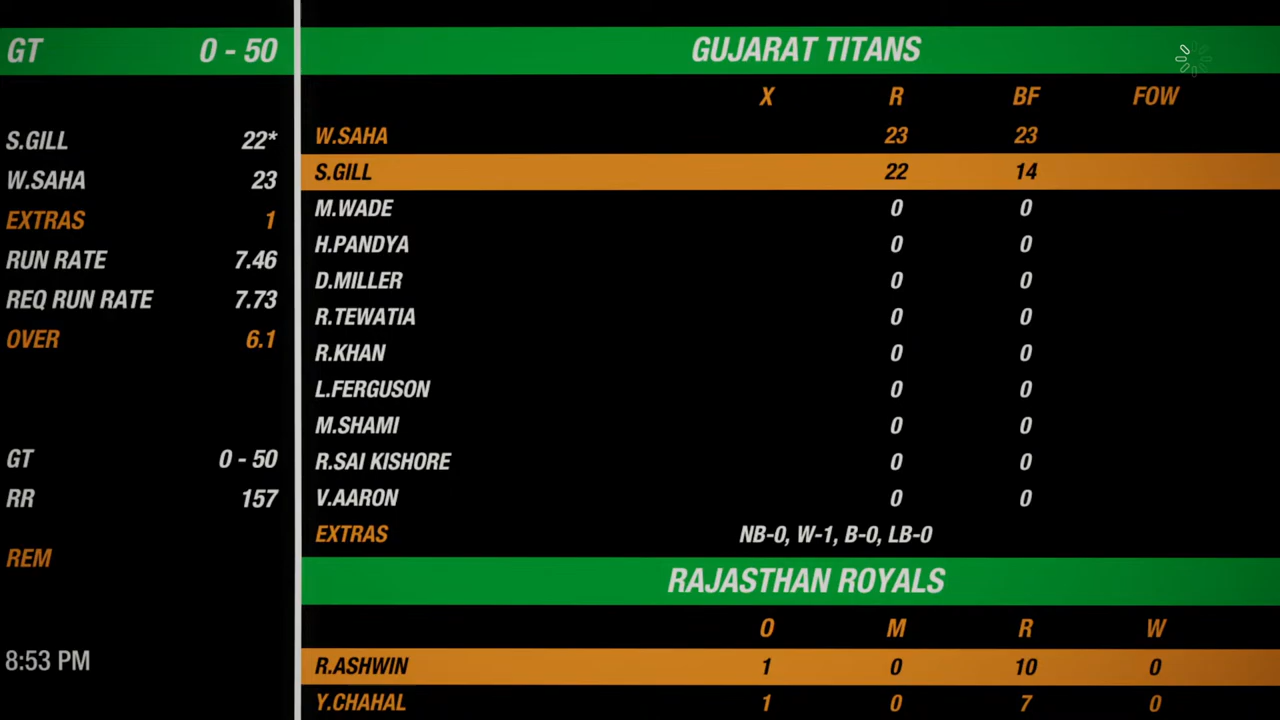 GT 0 - 50
S.GILL 22*
W.SAHA 23
EXTRAS 1
RUN RATE 7.46
REQ RUN RATE 7.73
OVER 6.1
GT 0 - 50
RR 157
REM
8:53 PM
GUJARAT TITANS
X R BF FOW
W.SAHA 23 23
S.GILL 22 14
M.WADE 0 0
H.PANDYA 0 0
D.MILLER 0 0
R.TEWATIA 0 0
R.KHAN 0 0
L.FERGUSON 0 0
M.SHAMI 0 0
R.SAI KISHORE 0 0
V.AARON 0 0
EXTRAS NB-0, W-1, B-0, LB-0
RAJASTHAN ROYALS
O M R W
R.ASHWIN 1 0 10 0
Y.CHAHAL 1 0 7 0